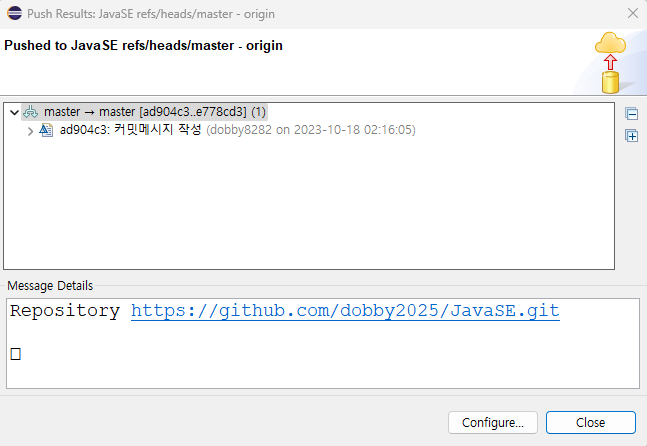 Push Results: JavaSE refs/heads/master - origin
Pushed to JavaSE refs/heads/master - origin
master → master [ad904c3..e778cd3] (1)
ad904c3: 커밋메시지 작성 (dobby8282 on 2023-10-18 02:16:05)
Message Details
Repository https://github.com/dobby2025/JavaSE.git
Configure...
Close